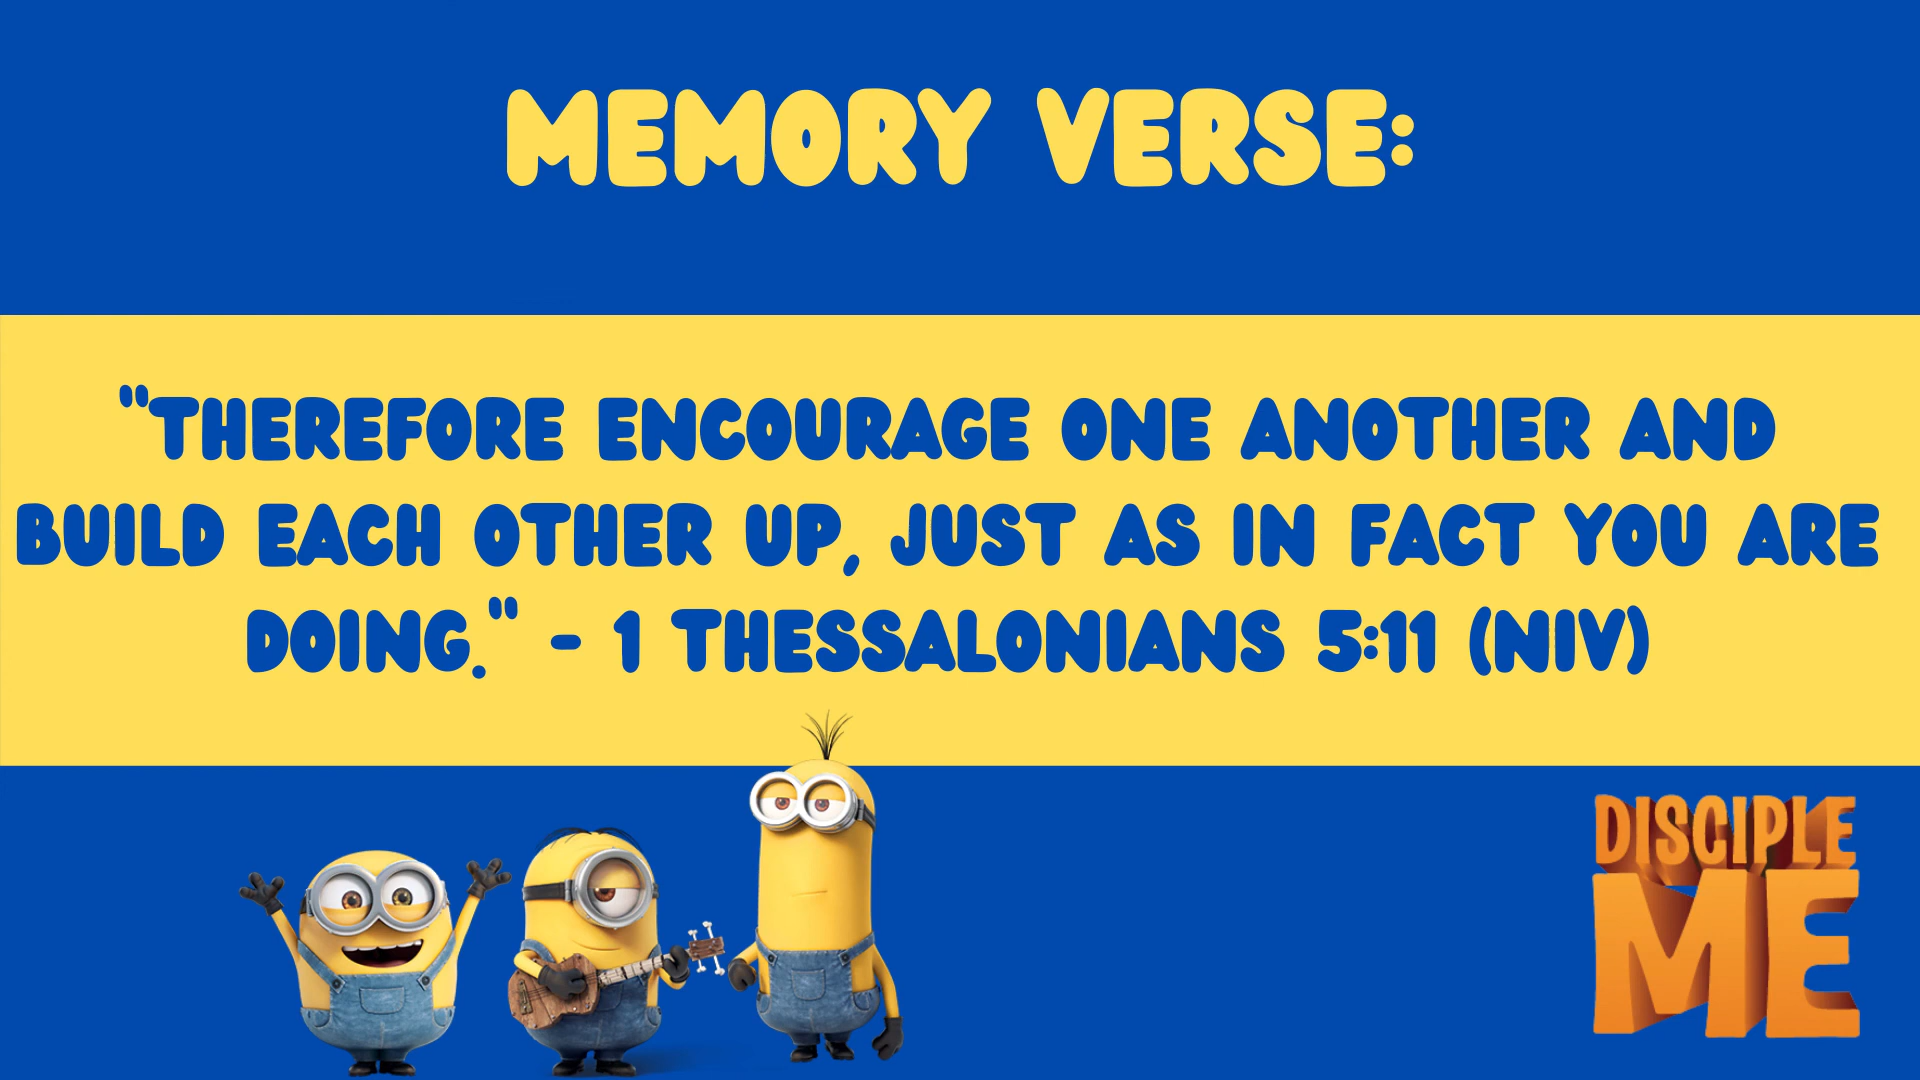 MEMORY VERSE:
"THEREFORE ENCOURAGE ONE ANOTHER AND
BUILD EACH OTHER UP, JUST AS IN FACT YOU ARE
DOING." - 1 THESSALONIANS 5:11 (NIV)
DISCIPLE
ME